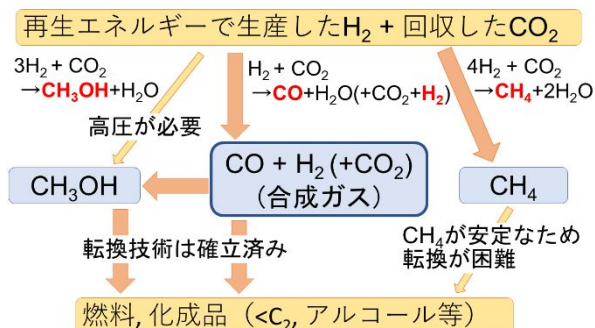 再生エネルギーで生産したH₂ + 回収したCO₂
3H₂ + CO₂
→CH₃OH+H₂O
H₂ + CO₂
→CO+H₂O(+CO₂+H₂)
4H₂ + CO₂
→CH₄+2H₂O
高圧が必要
CH₃OH
CO + H₂ (+CO₂)
(合成ガス)
CH₄
転換技術は確立済み
CH₄が安定なため
転換が困難
燃料, 化成品（<C₂, アルコール等）